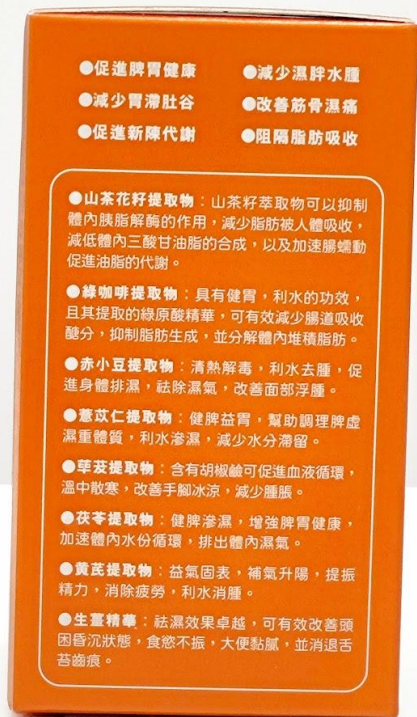 ●促進脾胃健康 ●減少濕胖水腫
●減少胃滯肚谷 ●改善筋骨濕痛
●促進新陳代謝 ●阻隔脂肪吸收
●山茶花籽提取物：山茶籽萃取物可以抑制
體內胰脂解酶的作用，減少脂肪被人體吸收，
減低體內三酸甘油脂的合成，以及加速腸蠕動
促進油脂的代謝。
●綠咖啡提取物：具有健胃，利水的功效，
且其提取的綠原酸精華，可有效減少腸道吸收
醣分，抑制脂肪生成，並分解體內堆積脂肪。
●赤小豆提取物：清熱解毒，利水去腫，促
進身體排濕，祛除濕氣，改善面部浮腫。
●薏苡仁提取物：健脾益胃，幫助調理脾虛
濕重體質，利水滲濕，減少水分滯留。
●蓽茇提取物：含有胡椒鹼可促進血液循環，
溫中散寒，改善手腳冰涼，減少腫脹。
●茯苓提取物：健脾滲濕，增強脾胃健康，
加速體內水份循環，排出體內濕氣。
●黃芪提取物：益氣固表，補氣升陽，提振
精力，消除疲勞，利水消腫。
●生薑精華：祛濕效果卓越，可有效改善頭
困昏沉狀態，食慾不振，大便黏膩，並消退舌
苔齒痕。